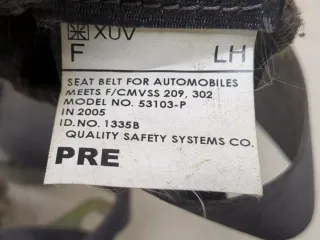 XUV
F LH
SEAT BELT FOR AUTOMOBILES
MEETS F/CMVSS 209, 302
MODEL NO. 53103-P
IN 2005
ID.NO. 1335B
QUALITY SAFETY SYSTEMS CO.
PRE